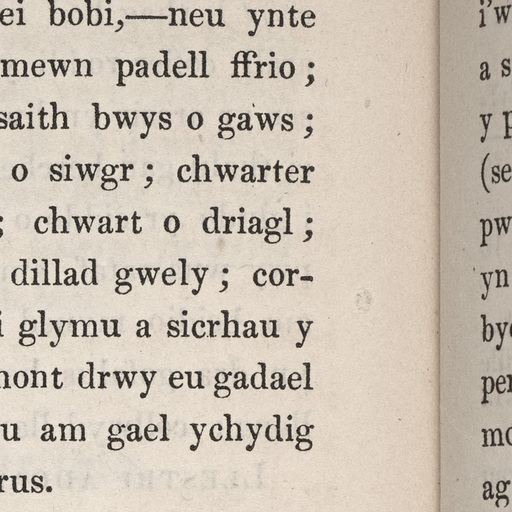 ei bobi,—neu ynte
mewn padell ffrio ;
saith bwys o gaws ;
o siwgr ; chwarter
; chwart o driagl ;
dillad gwely ; cor-
i glymu a sicrhau y
hont drwy eu gadael
u am gael ychydig
rus.
i'w
a s
y p
(se
pw
yn
bye
per
mo
ag